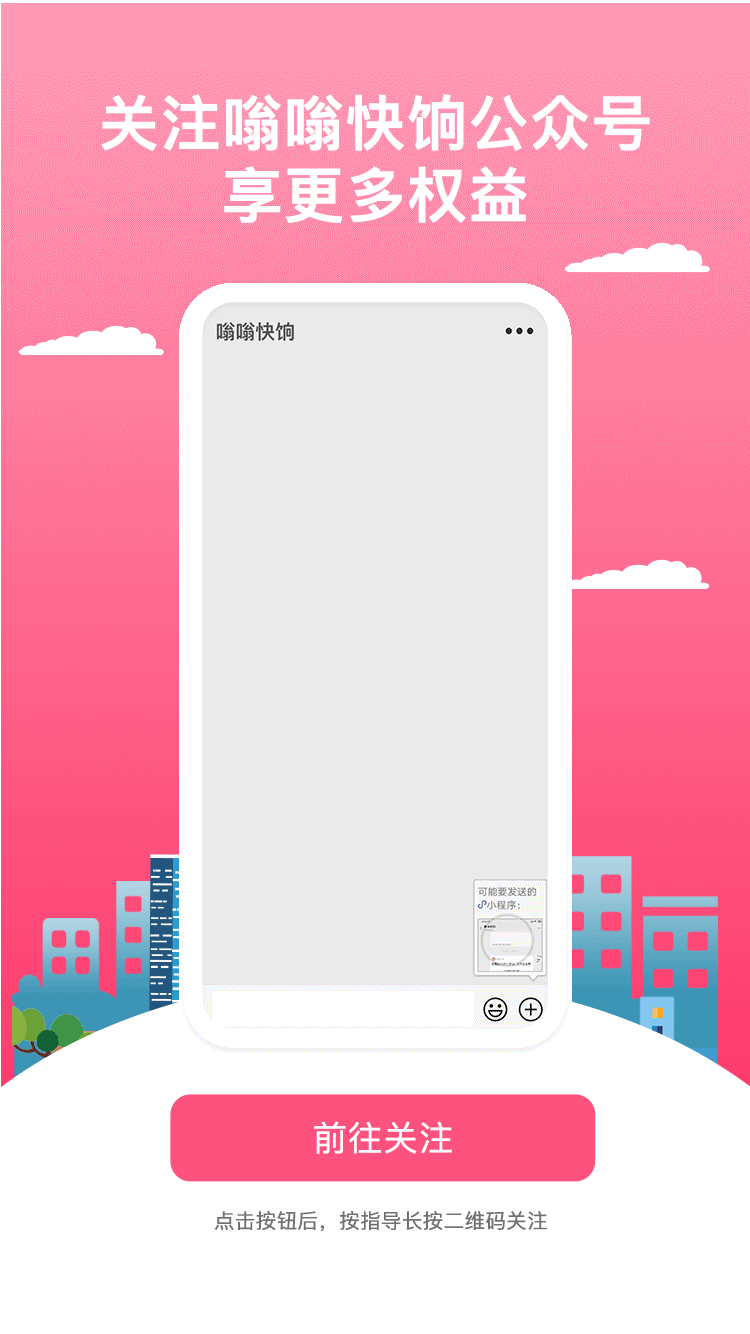 关注嗡嗡快饷公众号
享更多权益
嗡嗡快饷
可能要发送的
小程序：
前往关注
点击按钮后，按指导长按二维码关注